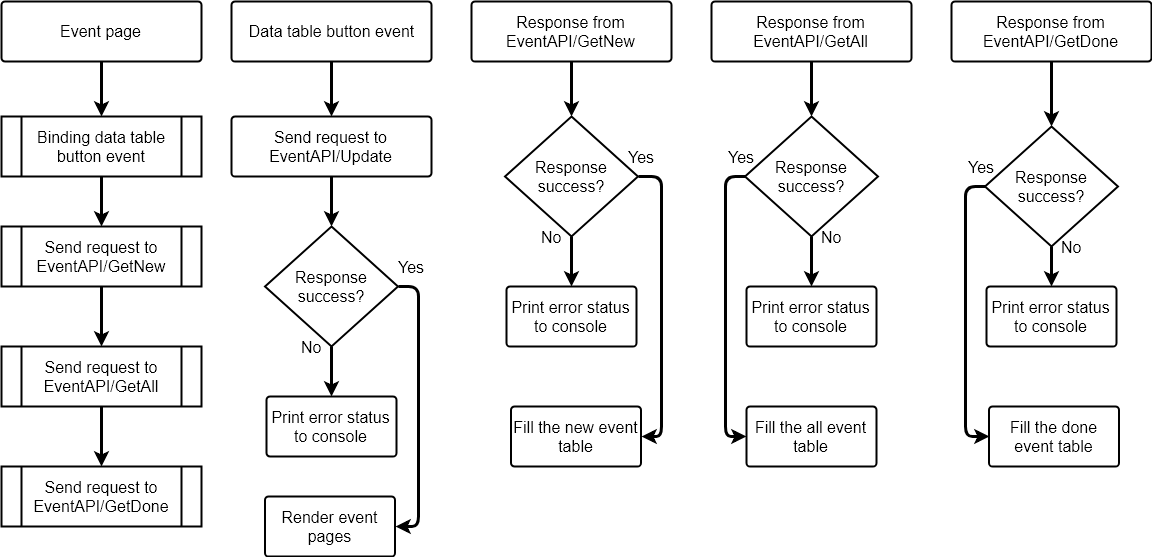 Event page
Binding data table
button event
Send request to
EventAPI/GetNew
Send request to
EventAPI/GetAll
Send request to
EventAPI/GetDone
Data table button event
Send request to
EventAPI/Update
Response
success?
Yes
No
Print error status
to console
Render event
pages
Response from
EventAPI/GetNew
Response
success?
Yes
No
Print error status
to console
Fill the new event
table
Response from
EventAPI/GetAll
Response
success?
Yes
No
Print error status
to console
Fill the all event
table
Response from
EventAPI/GetDone
Response
success?
Yes
No
Print error status
to console
Fill the done
event table